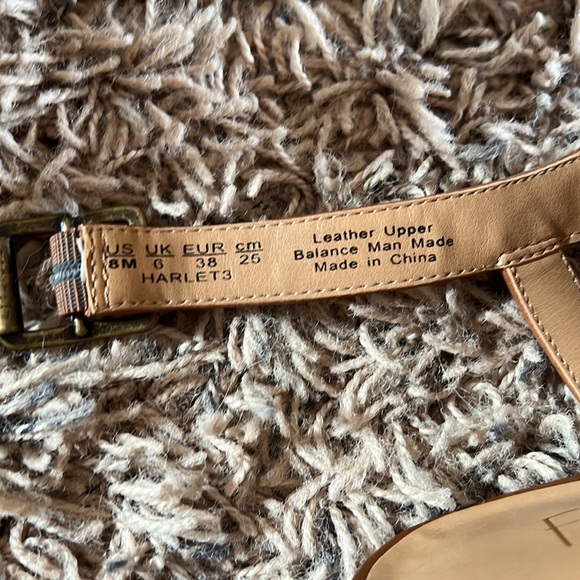 US UK EUR cm
8M 6 38 25
HARLET3
Leather Upper
Balance Man Made
Made in China